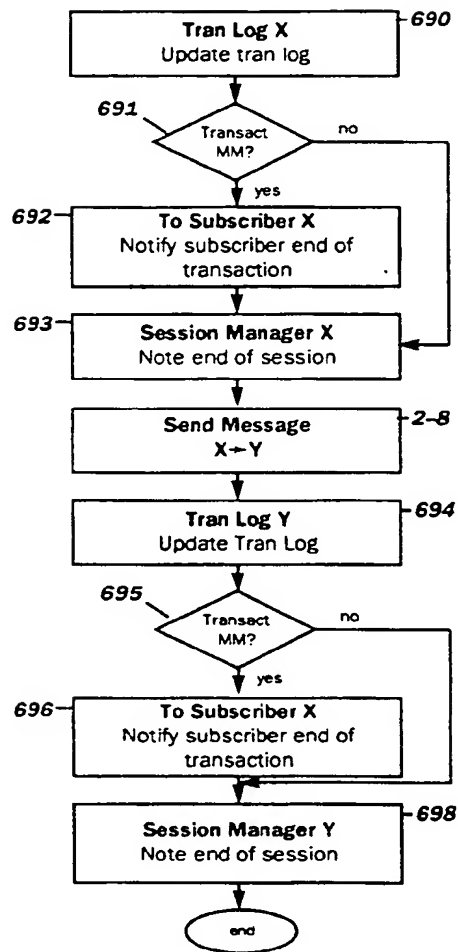 Tran Log X
Update tran log
690
691
Transact
MM?
no
yes
692
To Subscriber X
Notify subscriber end of
transaction
693
Session Manager X
Note end of session
Send Message
X→Y
2-8
Tran Log Y
Update Tran Log
694
695
Transact
MM?
no
yes
696
To Subscriber X
Notify subscriber end of
transaction
Session Manager Y
Note end of session
698
end